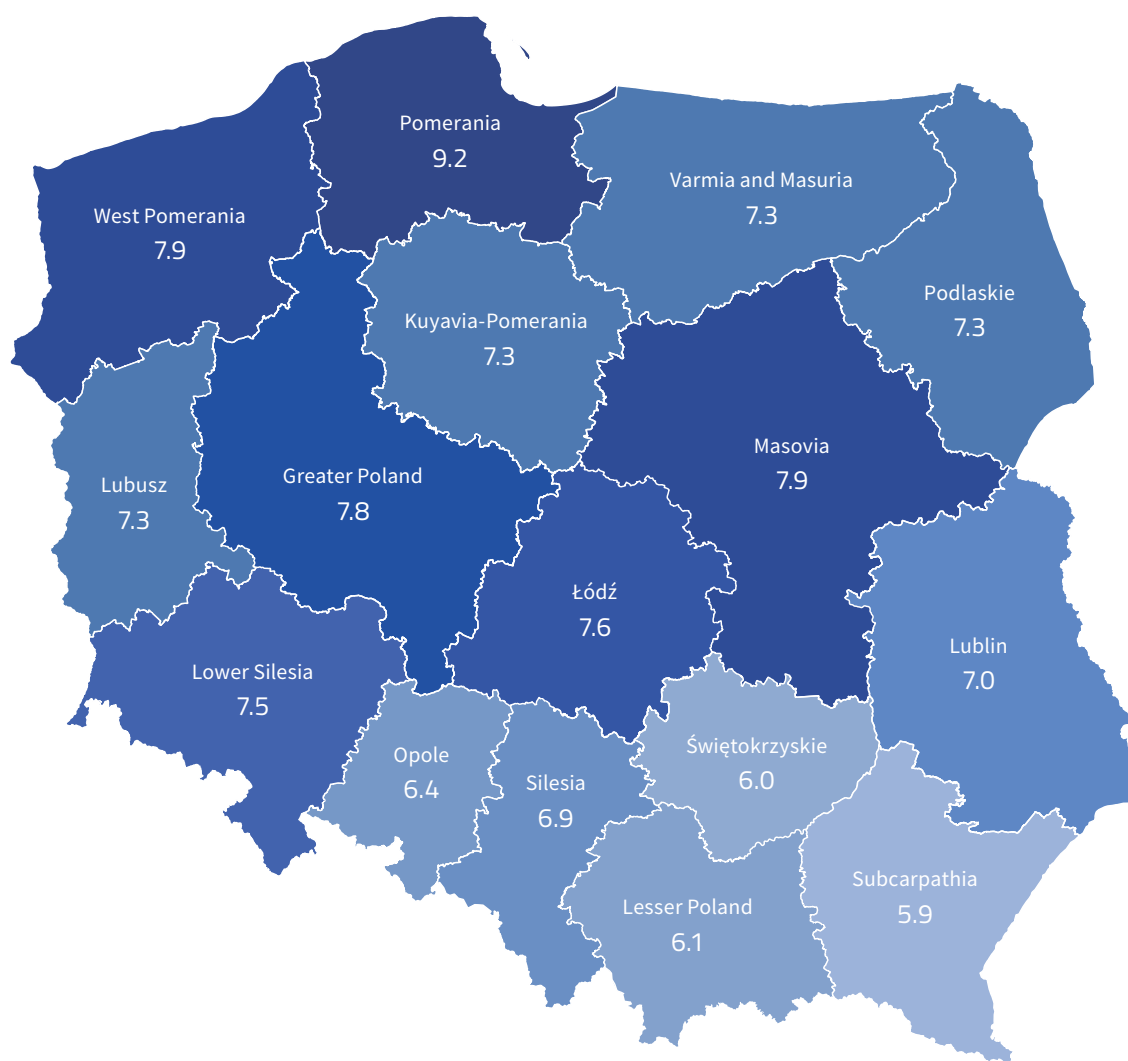 Pomerania
9.2
Varmia and Masuria
7.3
West Pomerania
7.9
Podlaskie
7.3
Kuyavia-Pomerania
7.3
Masovia
7.9
Greater Poland
7.8
Lubusz
7.3
Łódź
7.6
Lublin
7.0
Lower Silesia
7.5
Świętokrzyskie
6.0
Opole
6.4
Silesia
6.9
Subcarpathia
5.9
Lesser Poland
6.1